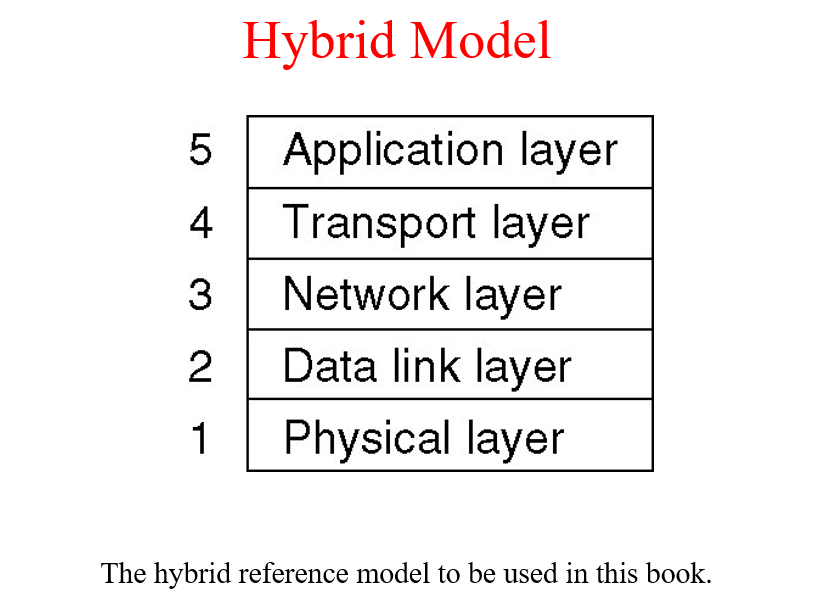 Hybrid Model
5 Application layer
4 Transport layer
3 Network layer
2 Data link layer
1 Physical layer
The hybrid reference model to be used in this book.